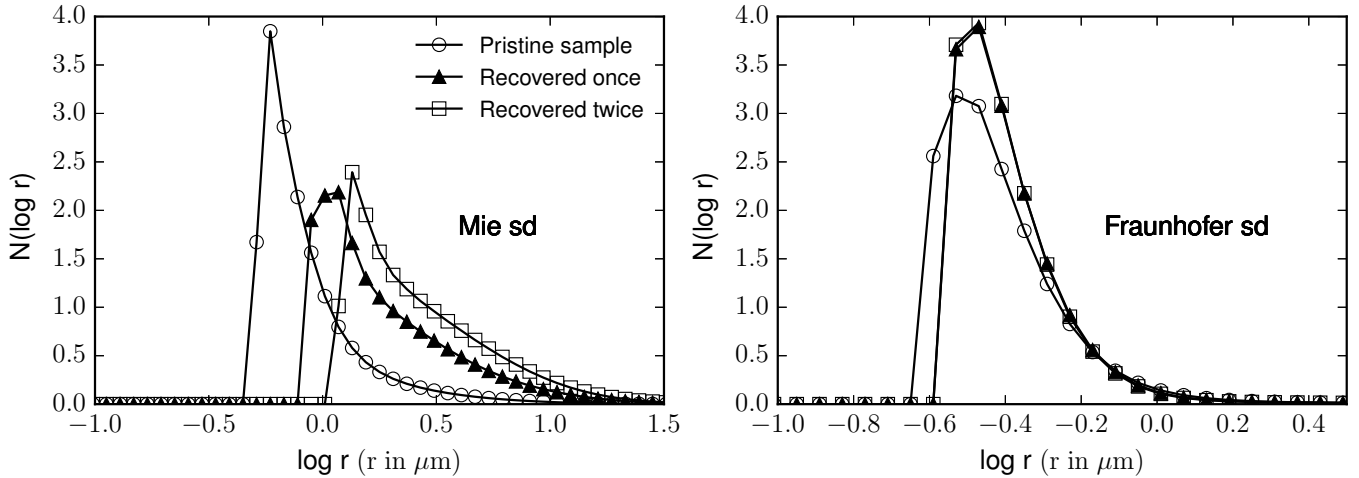 4.0
3.5
3.0
2.5
2.0
1.5
1.0
0.5
0.0
N(log r)
Pristine sample
Recovered once
Recovered twice
Mie sd
−1.0 −0.5 0.0 0.5 1.0 1.5
log r (r in μm)
4.0
3.5
3.0
2.5
2.0
1.5
1.0
0.5
0.0
N(log r)
Fraunhofer sd
−1.0 −0.8 −0.6 −0.4 −0.2 0.0 0.2 0.4
log r (r in μm)